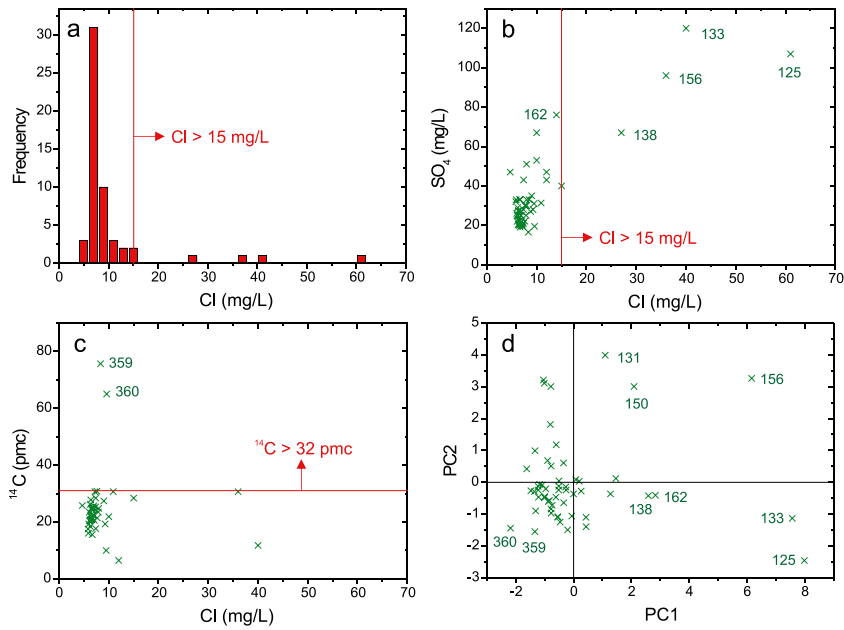 a
Frequency
30
25
20
15
10
5
0
Cl > 15 mg/L
0 10 20 30 40 50 60 70
Cl (mg/L)
b
SO4 (mg/L)
120
100
80
60
40
20
0
133
125
156
162
138
Cl > 15 mg/L
0 10 20 30 40 50 60 70
Cl (mg/L)
c
14C (pmc)
80
60
40
20
0
359
360
14C > 32 pmc
0 10 20 30 40 50 60 70
Cl (mg/L)
d
PC2
5
4
3
2
1
0
-1
-2
-3
131
156
150
138
162
133
360
359
125
-2 0 2 4 6 8
PC1